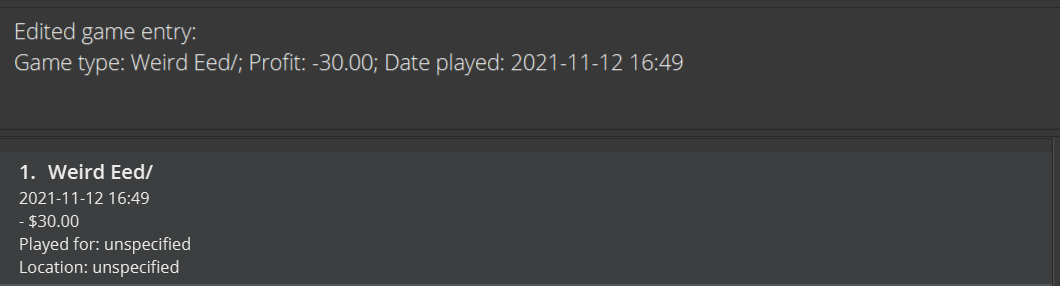 Edited game entry:
Game type: Weird Eed/; Profit: -30.00; Date played: 2021-11-12 16:49
1. Weird Eed/
2021-11-12 16:49
- $30.00
Played for: unspecified
Location: unspecified